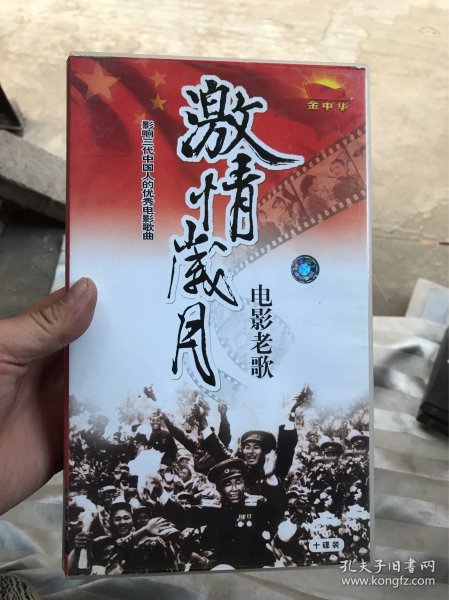 金中华
激情岁月
影响三代中国人的优秀电影歌曲
电影老歌
十碟装
孔夫子旧书网
www.kongfz.com